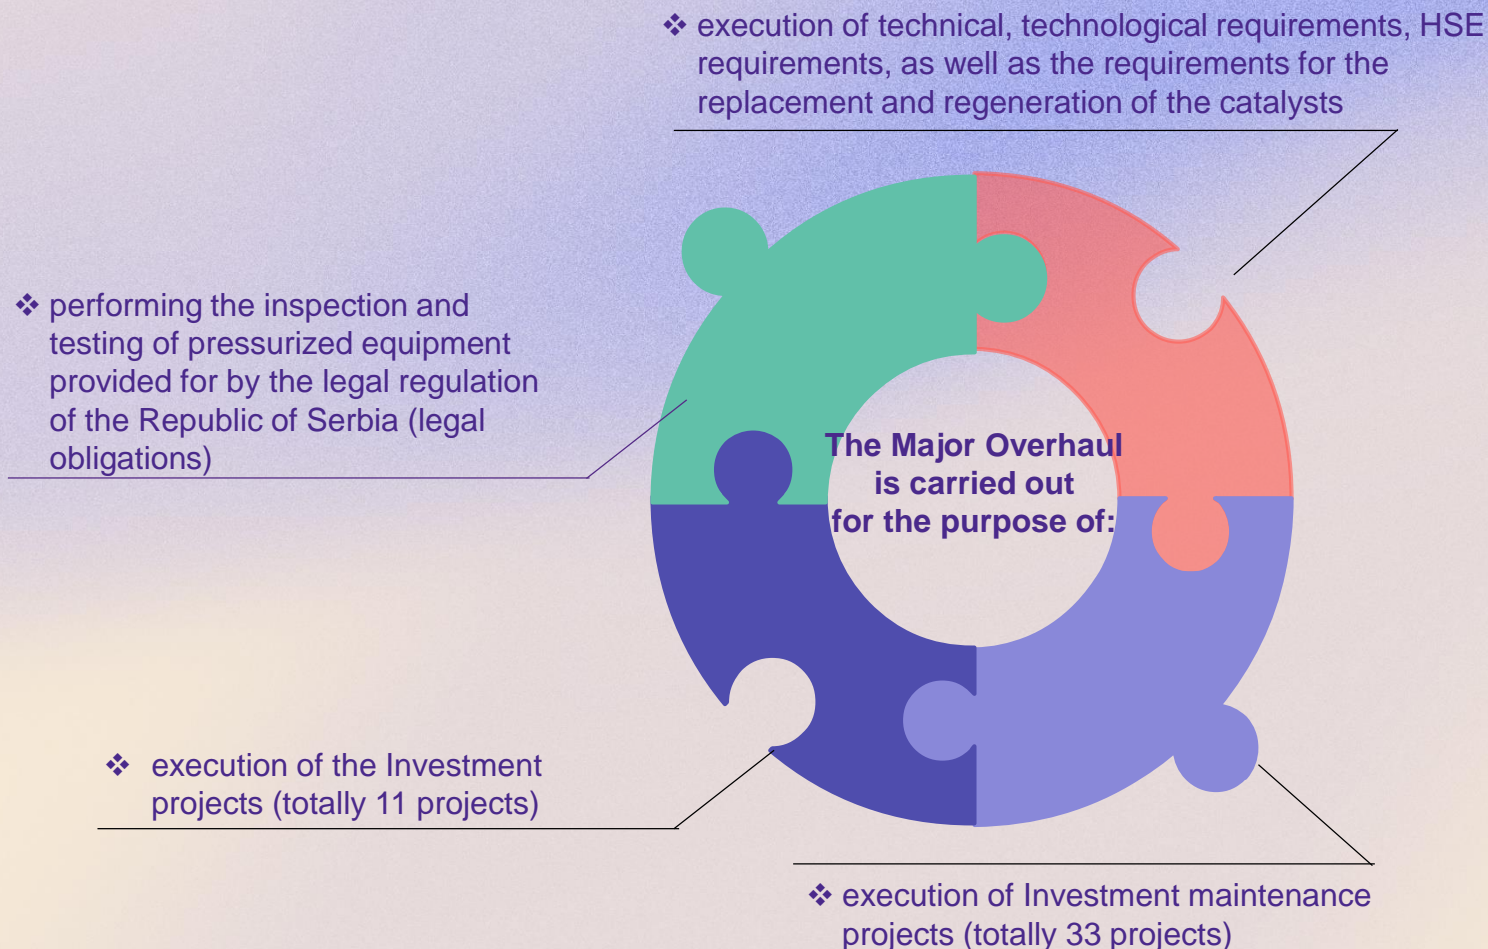 ❖ execution of technical, technological requirements, HSE
requirements, as well as the requirements for the
replacement and regeneration of the catalysts
❖ performing the inspection and
testing of pressurized equipment
provided for by the legal regulation
of the Republic of Serbia (legal
obligations)
The Major Overhaul
is carried out
for the purpose of:
❖ execution of the Investment
projects (totally 11 projects)
❖ execution of Investment maintenance
projects (totally 33 projects)